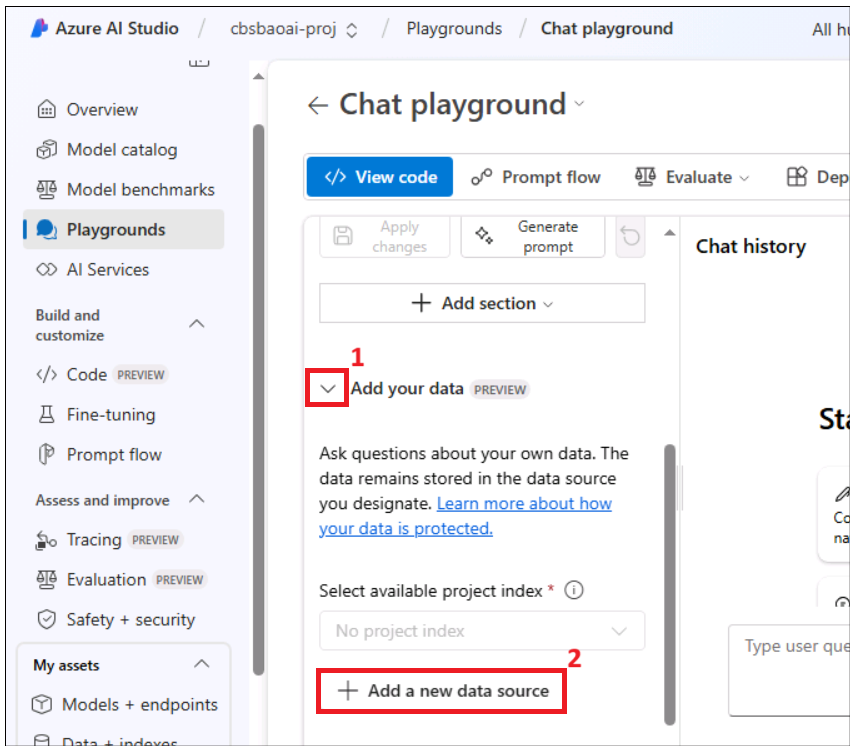 Azure AI Studio / cbsbaoai-proj / Playgrounds / Chat playground
All
Overview
Model catalog
Model benchmarks
Playgrounds
AI Services
Build and
customize
Code PREVIEW
Fine-tuning
Prompt flow
Assess and improve
Tracing PREVIEW
Evaluation PREVIEW
Safety + security
My assets
Models + endpoints
Data + indexes
Chat playground
View code
Prompt flow
Evaluate
Dep
Apply
changes
Generate
prompt
Add section
1
Add your data PREVIEW
Ask questions about your own data. The
data remains stored in the data source
you designate. Learn more about how
your data is protected.
Select available project index *
No project index
2
Add a new data source
Chat history
Sta
Co
na
Type user que